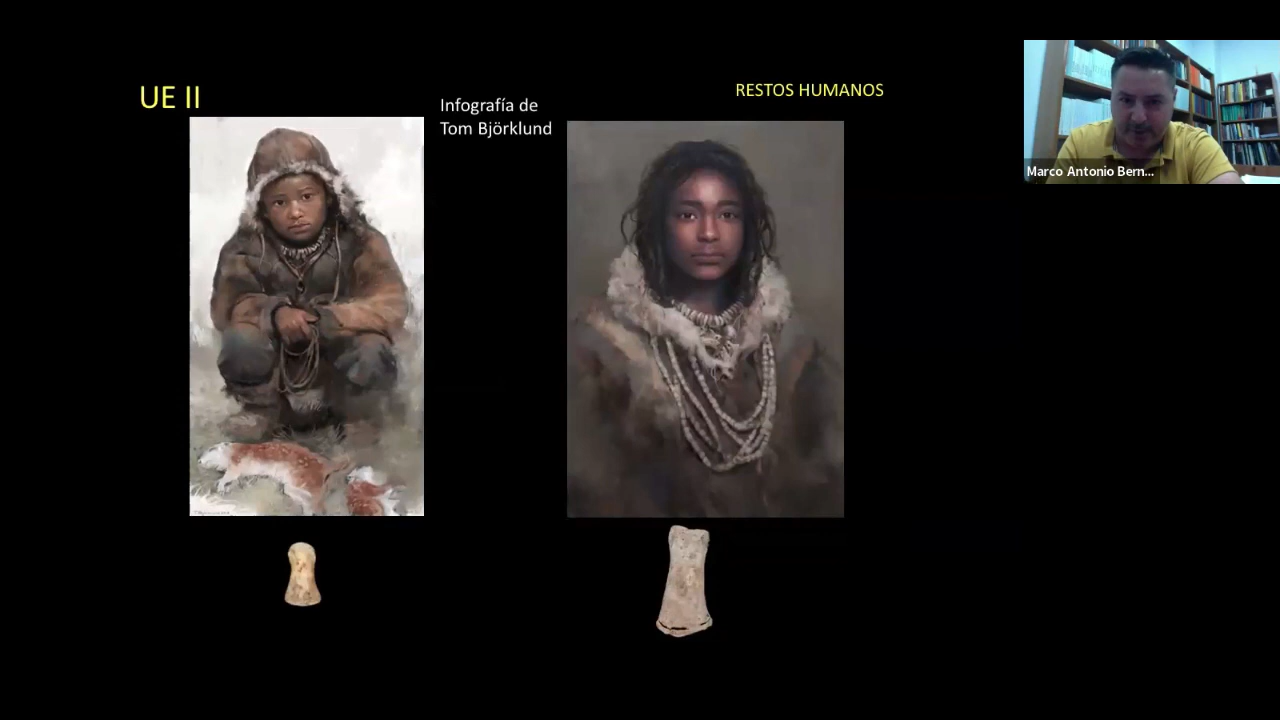 UE II
Infografía de
Tom Björklund
RESTOS HUMANOS
Marco Antonio Bern...